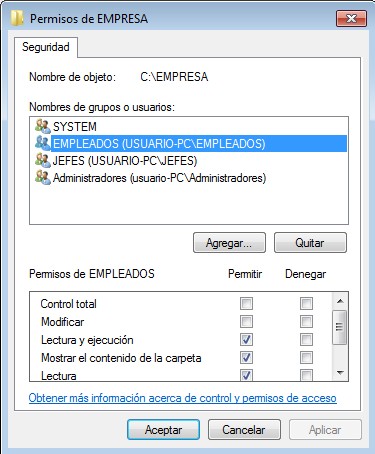 Permisos de EMPRESA
Seguridad
Nombre de objeto: C:\EMPRESA
Nombres de grupos o usuarios:
SYSTEM
EMPLEADOS (USUARIO-PC\EMPLEADOS)
JEFES (USUARIO-PC\JEFES)
Administradores (usuario-PC\Administradores)
Agregar... Quitar
Permisos de EMPLEADOS Permitir Denegar
Control total
Modificar
Lectura y ejecución
Mostrar el contenido de la carpeta
Lectura
Obtener más información acerca de control y permisos de acceso
Aceptar Cancelar Aplicar